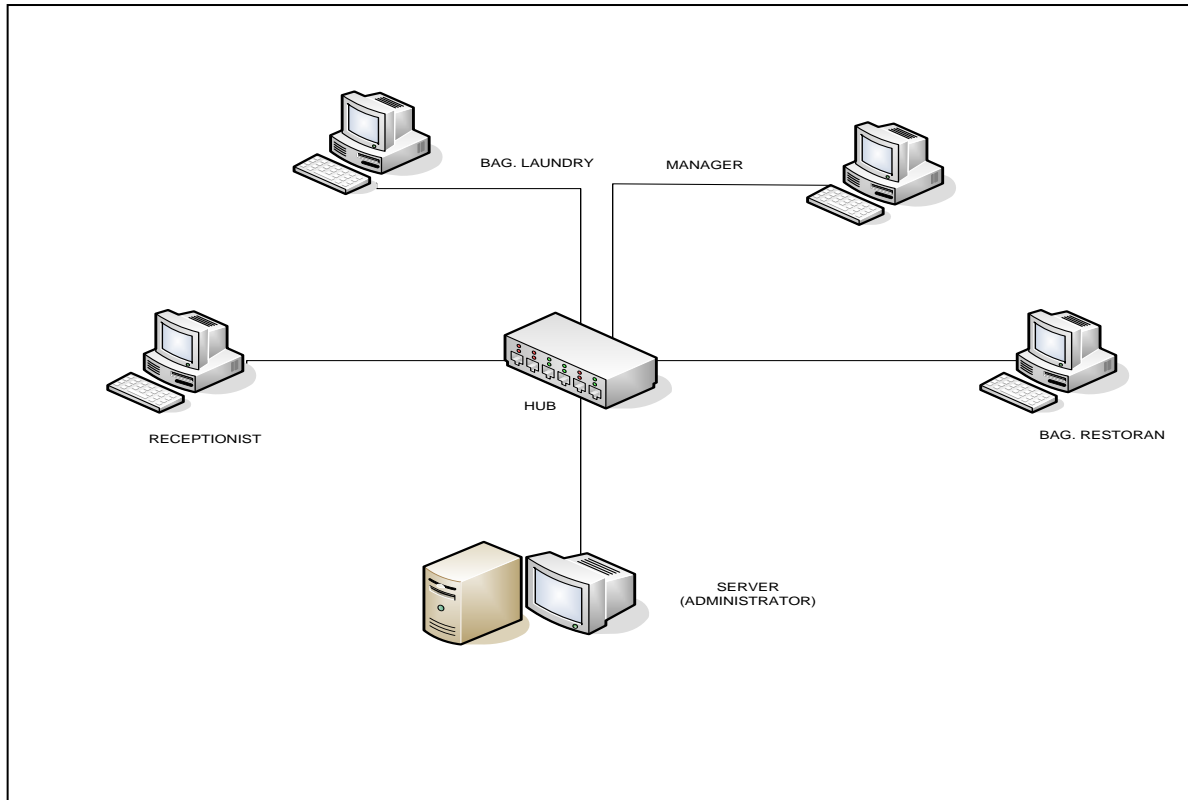 BAG. LAUNDRY
MANAGER
HUB
RECEPTIONIST
BAG. RESTORAN
SERVER
(ADMINISTRATOR)